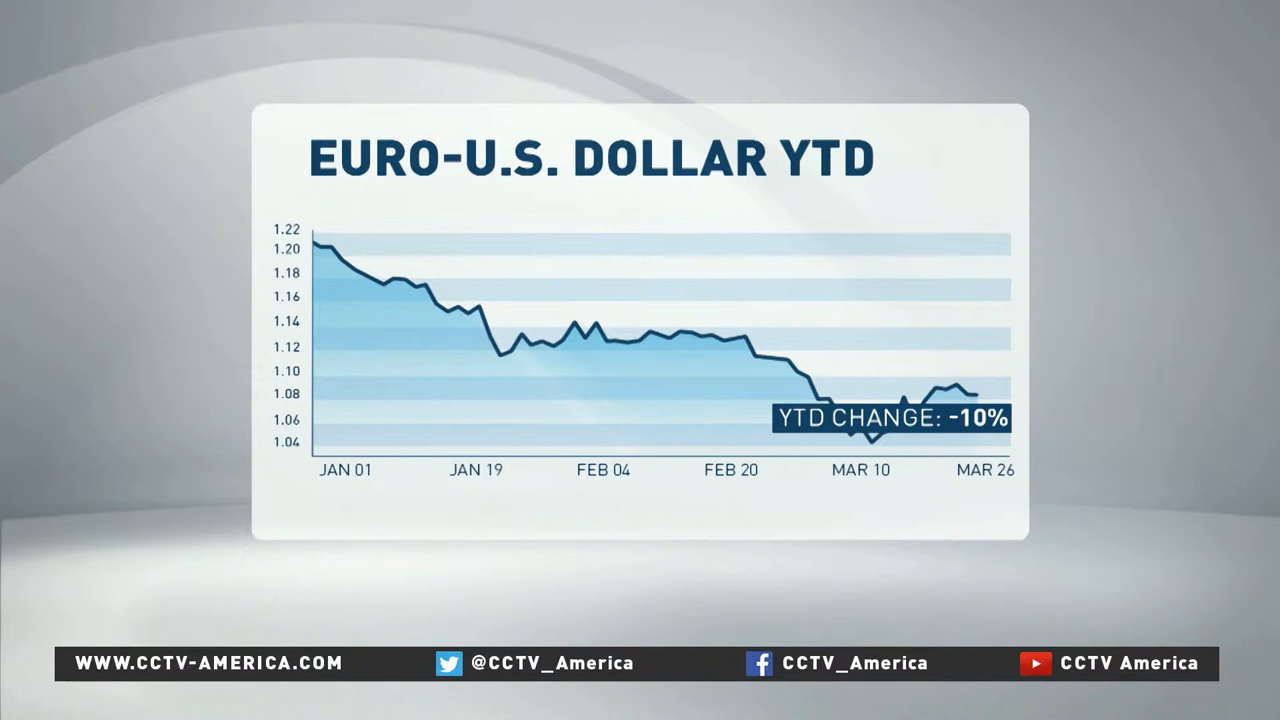 EURO-U.S. DOLLAR YTD
1.22
1.20
1.18
1.16
1.14
1.12
1.10
1.08
1.06
1.04
YTD CHANGE: -10%
JAN 01 JAN 19 FEB 04 FEB 20 MAR 10 MAR 26
WWW.CCTV-AMERICA.COM @CCTV_America CCTV_America CCTV America